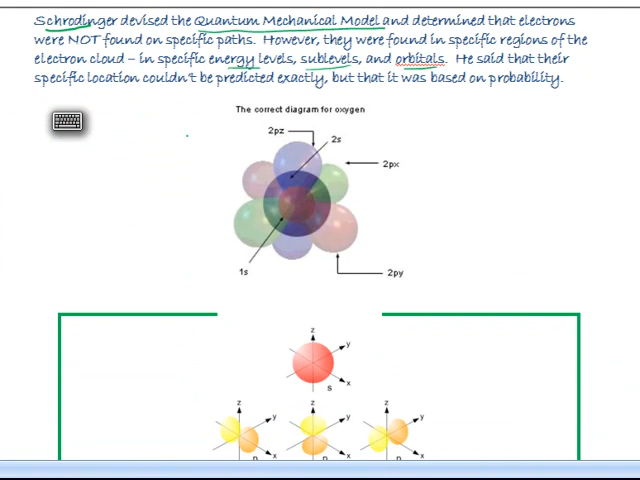 Schrodinger devised the Quantum Mechanical Model and determined that electrons
were NOT found on specific paths. However, they were found in specific regions of the
electron cloud – in specific energy levels, sublevels, and orbitals. He said that their
specific location couldn't be predicted exactly, but that it was based on probability.
The correct diagram for oxygen
2pz
2s
2px
1s
2py
z
y
x
s
z z z
y y y
x x x